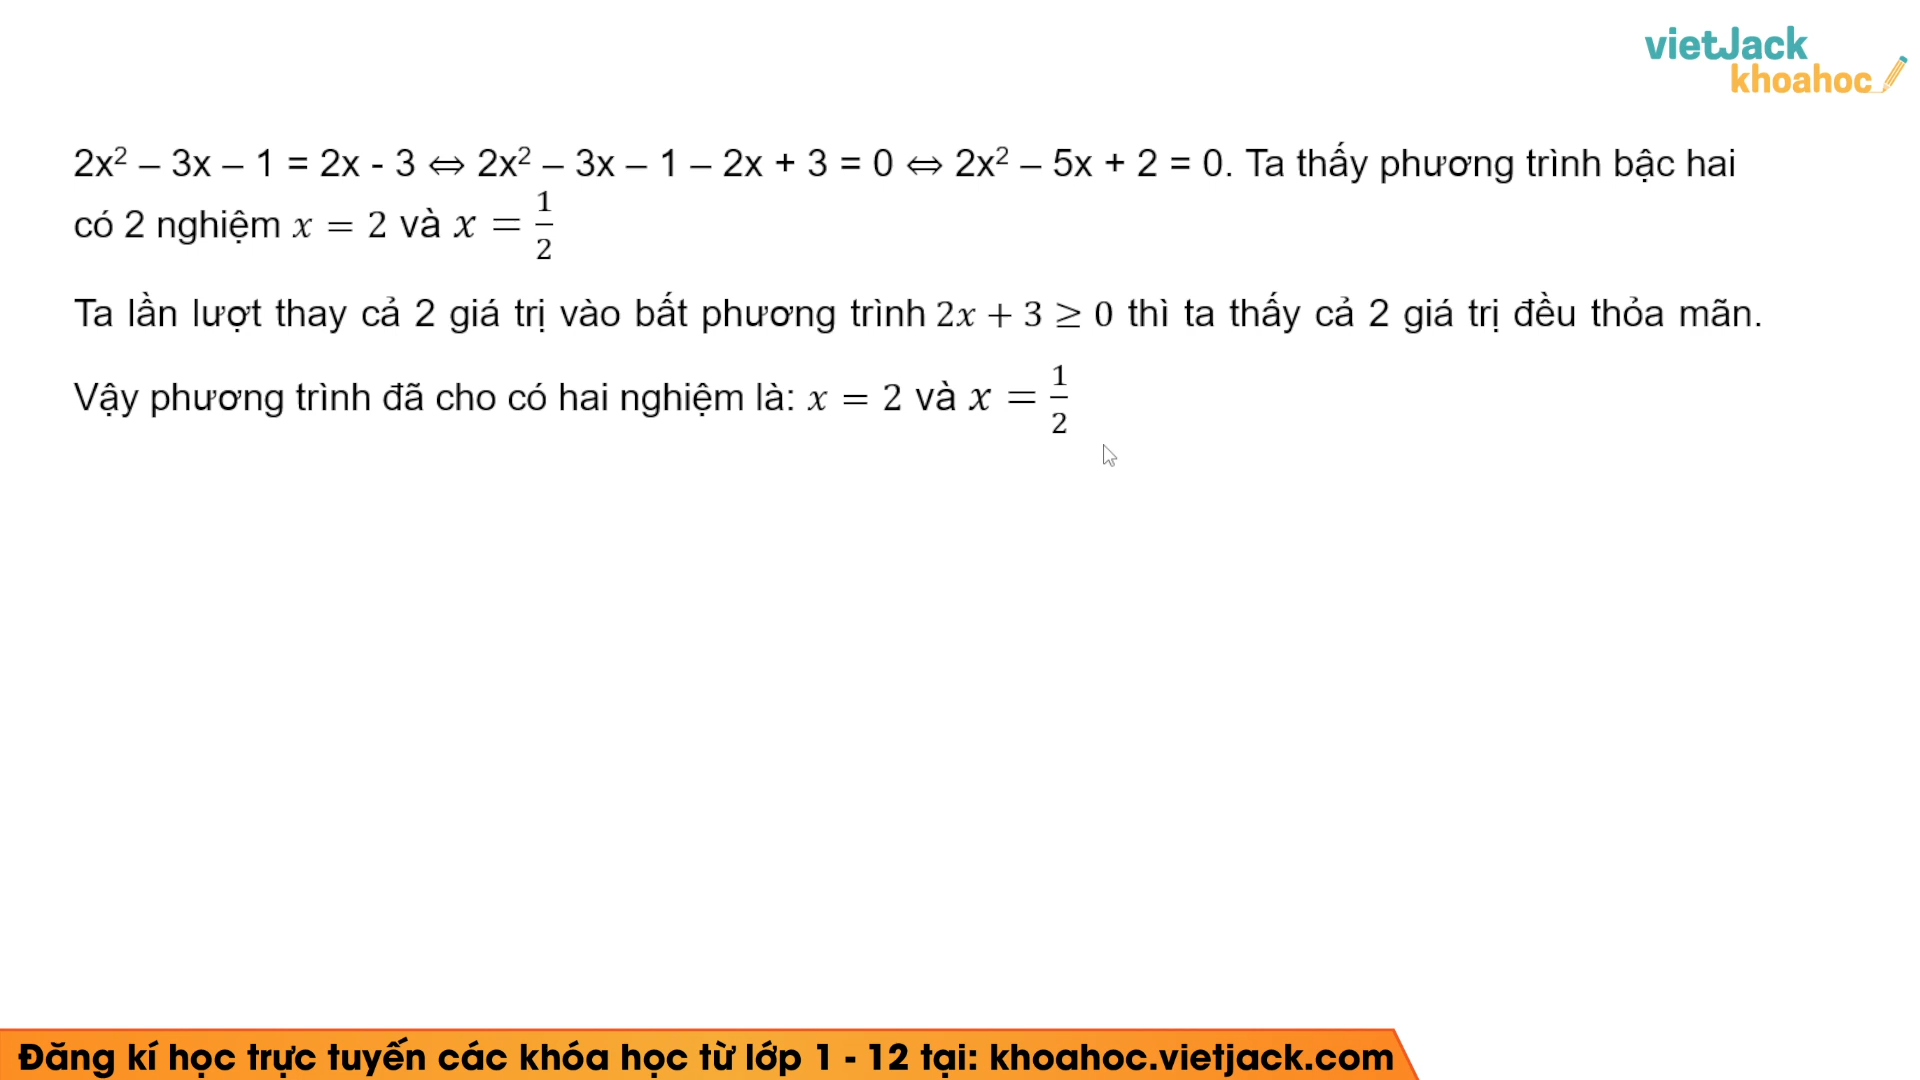 vietJack
khoahoc
2x² – 3x – 1 = 2x - 3 ⇔ 2x² – 3x – 1 – 2x + 3 = 0 ⇔ 2x² – 5x + 2 = 0. Ta thấy phương trình bậc hai
có 2 nghiệm x = 2 và x = 1/2
Ta lần lượt thay cả 2 giá trị vào bất phương trình 2x + 3 ≥ 0 thì ta thấy cả 2 giá trị đều thỏa mãn.
Vậy phương trình đã cho có hai nghiệm là: x = 2 và x = 1/2
Đăng kí học trực tuyến các khóa học từ lớp 1 - 12 tại: khoahoc.vietjack.com